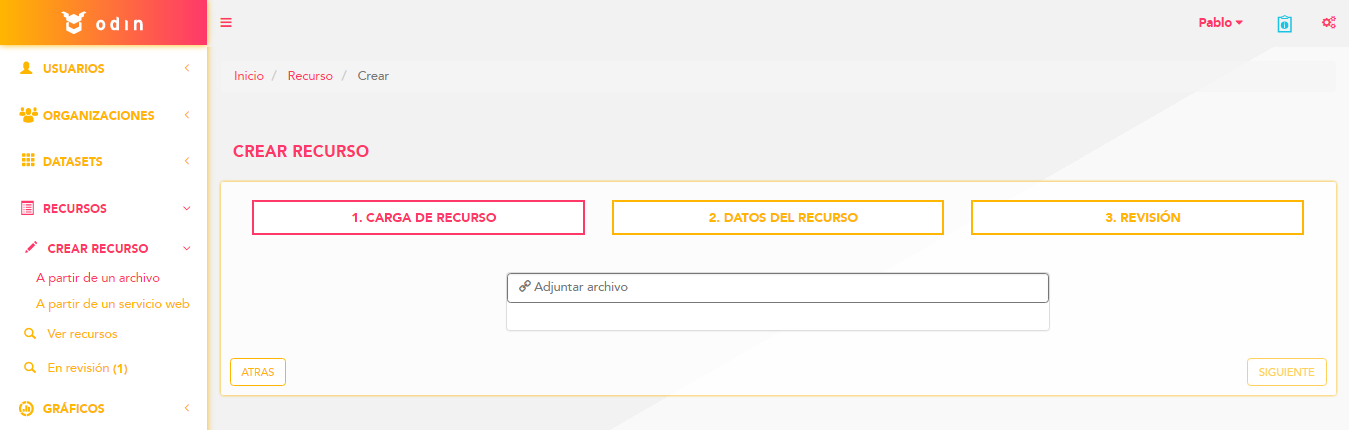 odin
Pablo
USUARIOS
Inicio / Recurso / Crear
ORGANIZACIONES
CREAR RECURSO
DATASETS
RECURSOS
1. CARGA DE RECURSO
2. DATOS DEL RECURSO
3. REVISIÓN
CREAR RECURSO
A partir de un archivo
Adjuntar archivo
A partir de un servicio web
Ver recursos
En revisión (1)
ATRAS
SIGUIENTE
GRÁFICOS